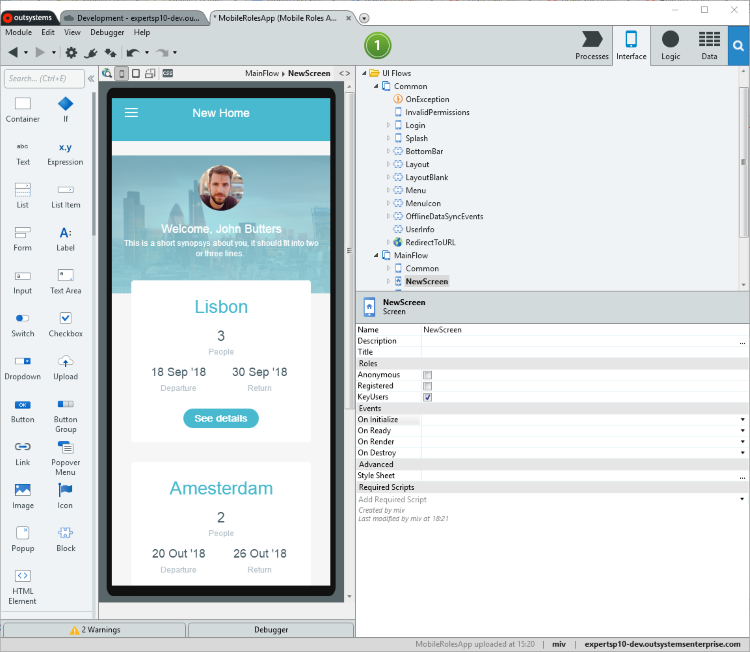 outsystems
Development - expertsp10-dev.ou...
* MobileRolesApp (Mobile Roles A...
Module Edit View Debugger Help
1
Processes
Interface
Logic
Data
Search... (Ctrl+E)
Container
If
abc
Text
x.y
Expression
List
List Item
Form
A:
Label
Input
Text Area
Switch
Checkbox
Dropdown
Upload
OK
Button
Button
Group
Link
Popover
Menu
Image
Icon
Popup
Block
HTML
Element
CSS
MainFlow ▸ NewScreen
New Home
Welcome, John Butters
This is a short synopsys about you, it should fit into two
or three lines.
Lisbon
3
People
18 Sep '18
30 Sep '18
Departure
Return
See details
Amesterdam
2
People
20 Out '18
26 Out '18
Departure
Return
UI Flows
Common
OnException
InvalidPermissions
Login
Splash
BottomBar
Layout
LayoutBlank
Menu
MenuIcon
OfflineDataSyncEvents
UserInfo
RedirectToURL
MainFlow
Common
NewScreen
NewScreen
Screen
Name NewScreen
Description ...
Title
Roles
Anonymous
Registered
KeyUsers
Events
On Initialize
On Ready
On Render
On Destroy
Advanced
Style Sheet ...
Required Scripts
Add Required Script
Created by miv
Last modified by miv at 18:21
2 Warnings
Debugger
MobileRolesApp uploaded at 15:20 | miv | expertsp10-dev.outsystemsenterprise.com